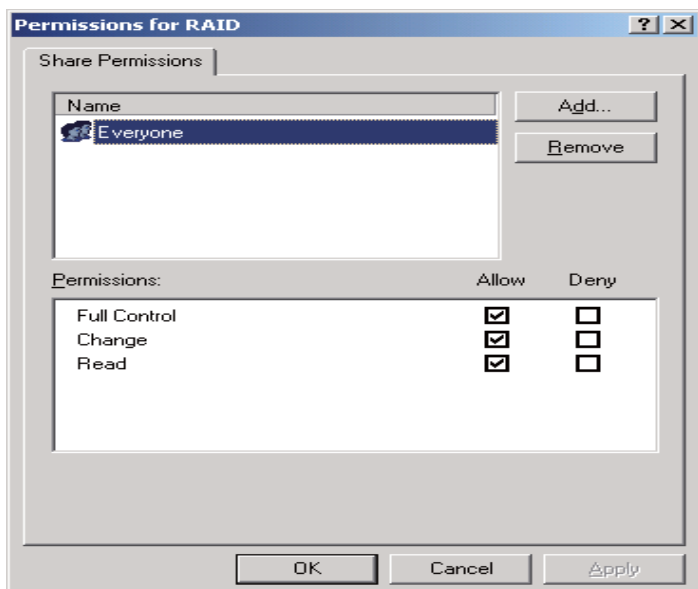 Permissions for RAID
Share Permissions
Name
Add...
Everyone
Remove
Permissions: Allow Deny
Full Control
Change
Read
OK Cancel Apply